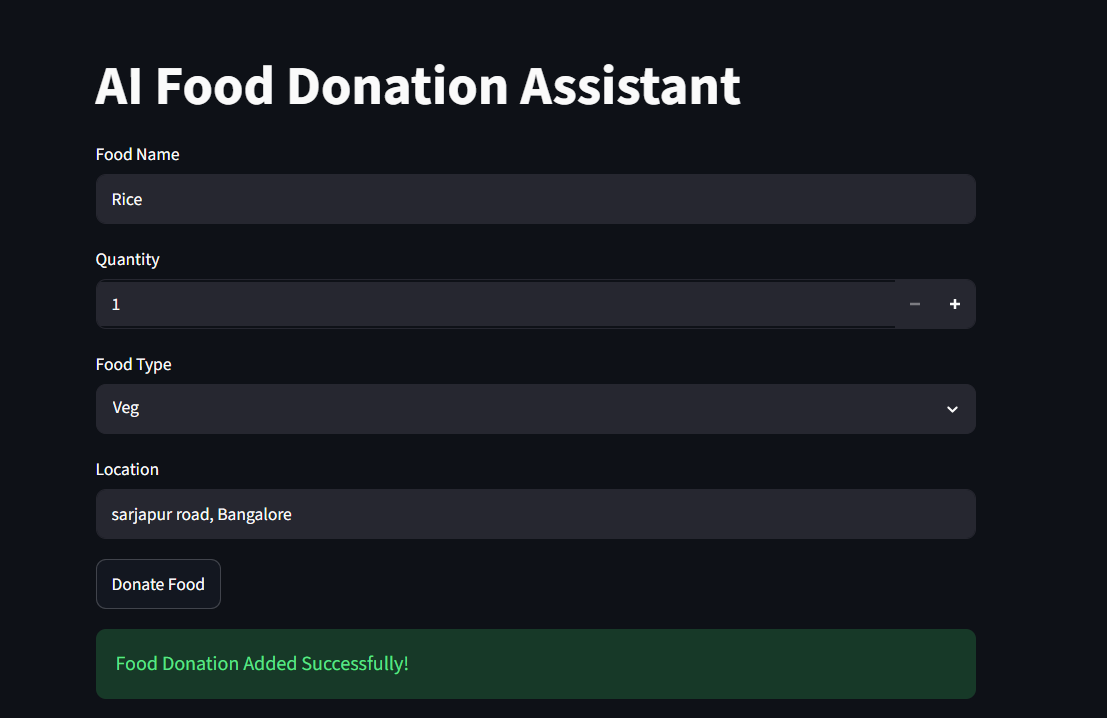 AI Food Donation Assistant
Food Name
Rice
Quantity
1
Food Type
Veg
Location
sarjapur road, Bangalore
Donate Food
Food Donation Added Successfully!